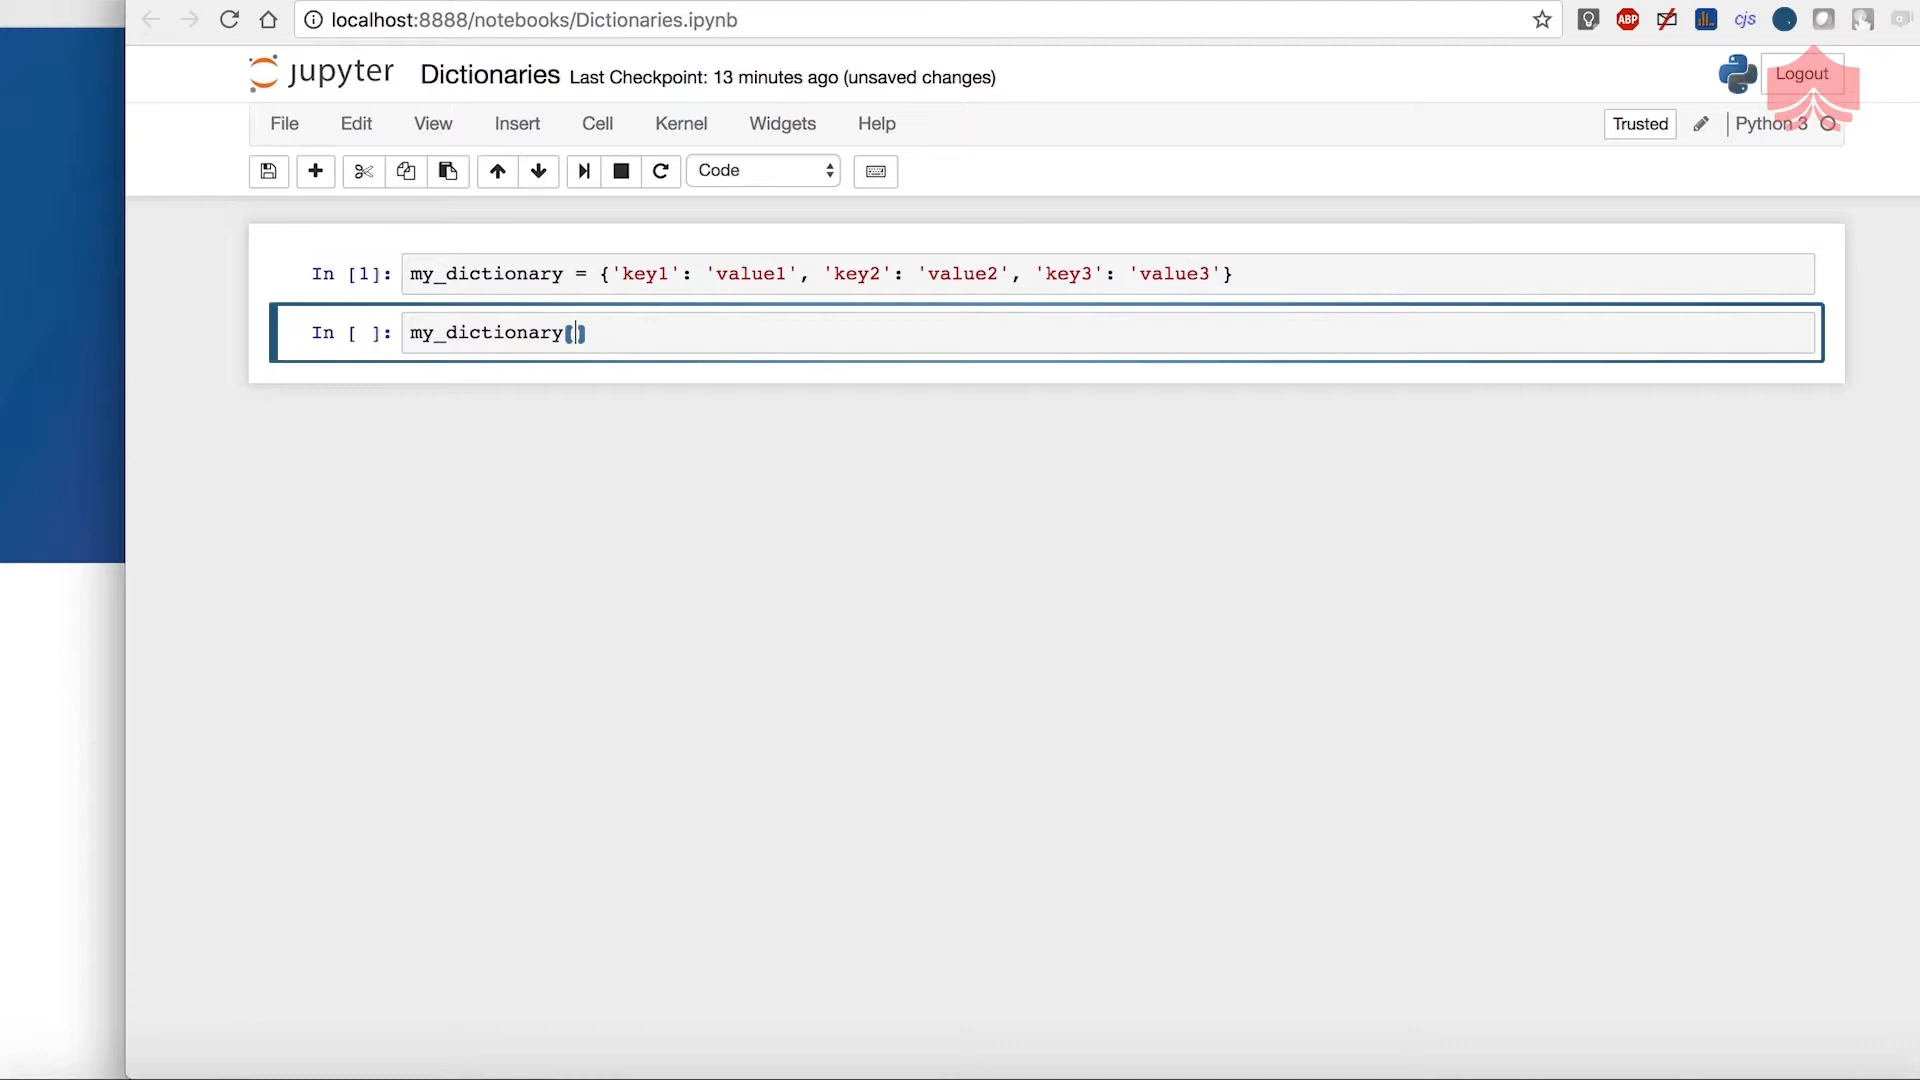 localhost:8888/notebooks/Dictionaries.ipynb
ABP
cjs
jupyter Dictionaries Last Checkpoint: 13 minutes ago (unsaved changes)
Logout
File Edit View Insert Cell Kernel Widgets Help
Trusted Python 3
Code
In [1]: my_dictionary = {'key1': 'value1', 'key2': 'value2', 'key3': 'value3'}
In [ ]: my_dictionary[]